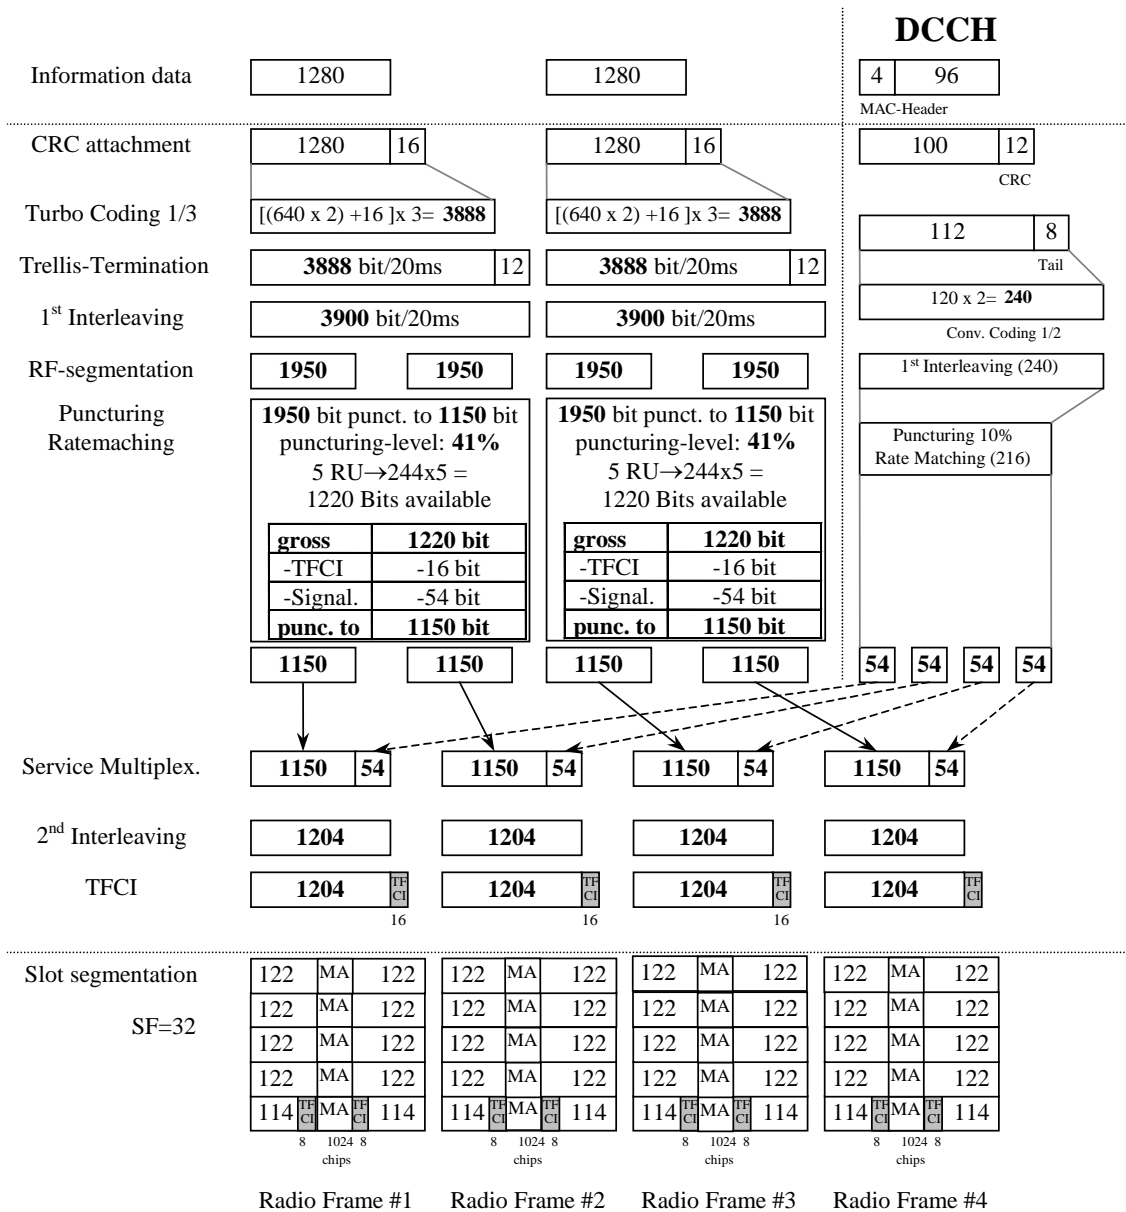 DCCH
Information data 1280 1280 4 96
MAC-Header
CRC attachment 1280 16 1280 16 100 12
CRC
Turbo Coding 1/3 [(640 x 2) +16 ]x 3= 3888 [(640 x 2) +16 ]x 3= 3888
112 8
Trellis-Termination 3888 bit/20ms 12 3888 bit/20ms 12
Tail
120 x 2= 240
1st Interleaving 3900 bit/20ms 3900 bit/20ms
Conv. Coding 1/2
RF-segmentation 1950 1950 1950 1950 1st Interleaving (240)
Puncturing
Ratemaching
1950 bit punct. to 1150 bit
puncturing-level: 41%
5 RU→244x5 =
1220 Bits available
gross 1220 bit
-TFCI -16 bit
-Signal. -54 bit
punc. to 1150 bit
1950 bit punct. to 1150 bit
puncturing-level: 41%
5 RU→244x5 =
1220 Bits available
gross 1220 bit
-TFCI -16 bit
-Signal. -54 bit
punc. to 1150 bit
Puncturing 10%
Rate Matching (216)
1150 1150 1150 1150 54 54 54 54
Service Multiplex. 1150 54 1150 54 1150 54 1150 54
2nd Interleaving 1204 1204 1204 1204
TFCI 1204 TF CI 1204 TF CI 1204 TF CI 1204 TF CI
16 16 16
Slot segmentation 122 MA 122 122 MA 122 122 MA 122 122 MA 122
SF=32 122 MA 122 122 MA 122 122 MA 122 122 MA 122
122 MA 122 122 MA 122 122 MA 122 122 MA 122
122 MA 122 122 MA 122 122 MA 122 122 MA 122
114 TF CI MA TF CI 114 114 TF CI MA TF CI 114 114 TF CI MA TF CI 114 114 TF CI MA TF CI 114
8 1024 8 8 1024 8 8 1024 8 8 1024 8
chips chips chips chips
Radio Frame #1 Radio Frame #2 Radio Frame #3 Radio Frame #4